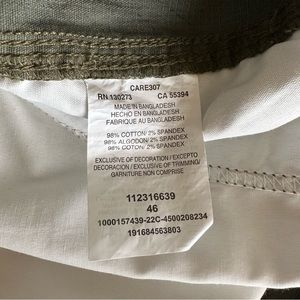 CARE307
RN 130273 CA 55394
MADE IN BANGLADESH
HECHO EN BANGLADESH
FABRIQUE AU BANGLADESH
98% COTTON/ 2% SPANDEX
98% ALGODON/ 2% SPANDEX
98% COTON/ 2% SPANDEX
EXCLUSIVE OF DECORATION / EXCEPTO
DECORACION / EXCLUSIVE OF TRIMMING/
GARNITURE NON COMPRISE
112316639
46
1000157439-22C-4500208234
191684563803